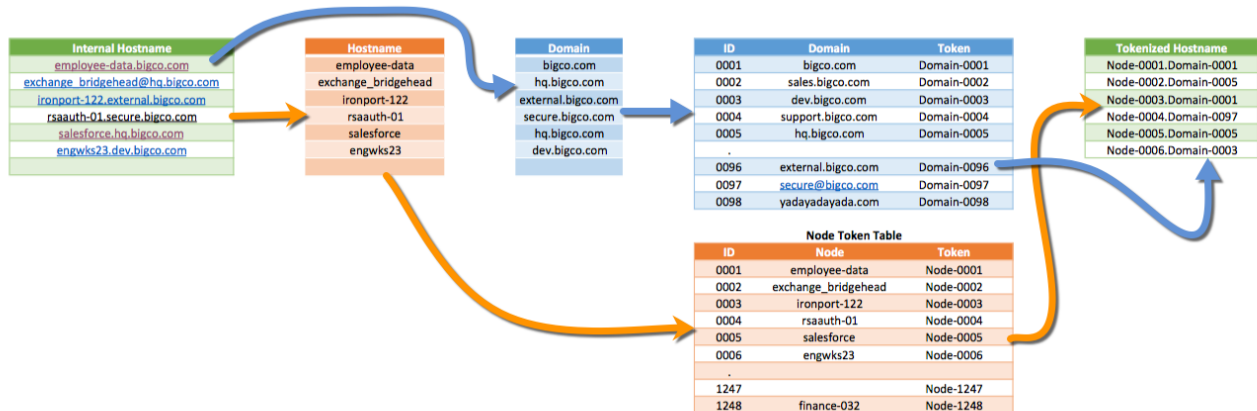 Internal Hostname
employee-data.bigco.com
exchange_bridgehead@hq.bigco.com
ironport-122.external.bigco.com
rsaauth-01.secure.bigco.com
salesforce.hq.bigco.com
engwks23.dev.bigco.com
Hostname
employee-data
exchange_bridgehead
ironport-122
rsaauth-01
salesforce
engwks23
Domain
bigco.com
hq.bigco.com
external.bigco.com
secure.bigco.com
hq.bigco.com
dev.bigco.com
ID Domain Token
0001 bigco.com Domain-0001
0002 sales.bigco.com Domain-0002
0003 dev.bigco.com Domain-0003
0004 support.bigco.com Domain-0004
0005 hq.bigco.com Domain-0005
.
0096 external.bigco.com Domain-0096
0097 secure@bigco.com Domain-0097
0098 yadayadayada.com Domain-0098
Tokenized Hostname
Node-0001.Domain-0001
Node-0002.Domain-0005
Node-0003.Domain-0001
Node-0004.Domain-0097
Node-0005.Domain-0005
Node-0006.Domain-0003
Node Token Table
ID Node Token
0001 employee-data Node-0001
0002 exchange_bridgehead Node-0002
0003 ironport-122 Node-0003
0004 rsaauth-01 Node-0004
0005 salesforce Node-0005
0006 engwks23 Node-0006
.
1247 Node-1247
1248 finance-032 Node-1248